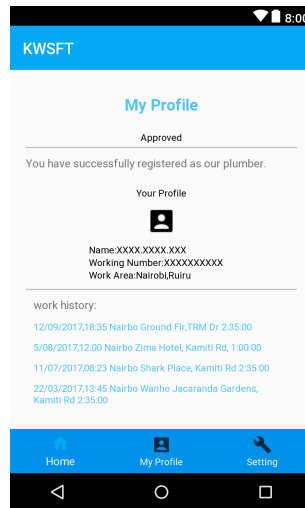 8:00
KWSFT
My Profile
Approved
You have successfully registered as our plumber.
Your Profile
Name:XXXX.XXXX.XXX
Working Number:XXXXXXXXXX
Work Area:Nairobi,Ruiru
work history:
12/09/2017,18:35 Nairbo Ground Flr,TRM Dr 2:35:00
5/08/2017,12:00 Nairbo Zima Hotel, Kamiti Rd, 1:00:00
11/07/2017,08:23 Nairbo Shark Place, Kamiti Rd 2:35:00
22/03/2017,13:45 Nairbo Wanho Jacaranda Gardens,
Kamiti Rd 2:35:00
Home My Profile Setting